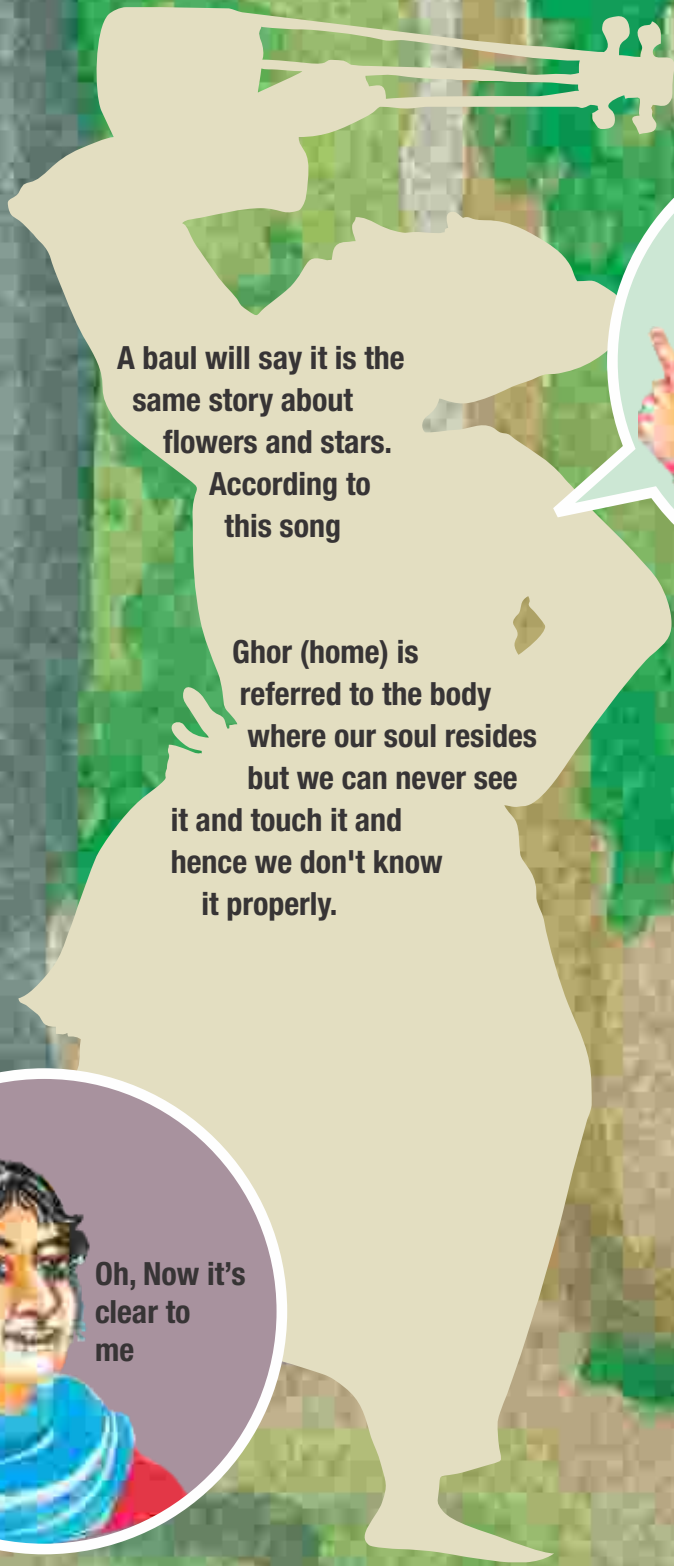 A baul will say it is the
same story about
flowers and stars.
According to
this song
Ghor (home) is
referred to the body
where our soul resides
but we can never see
it and touch it and
hence we don't know
it properly.
Oh, Now it’s
clear to
me